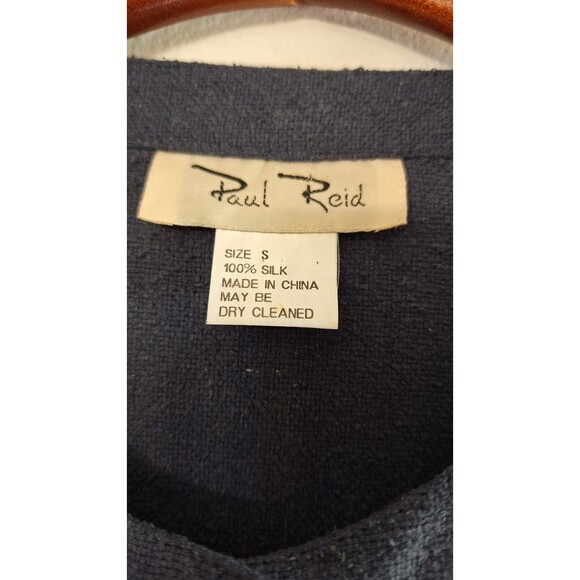 Paul Reid
SIZE S
100% SILK
MADE IN CHINA
MAY BE
DRY CLEANED